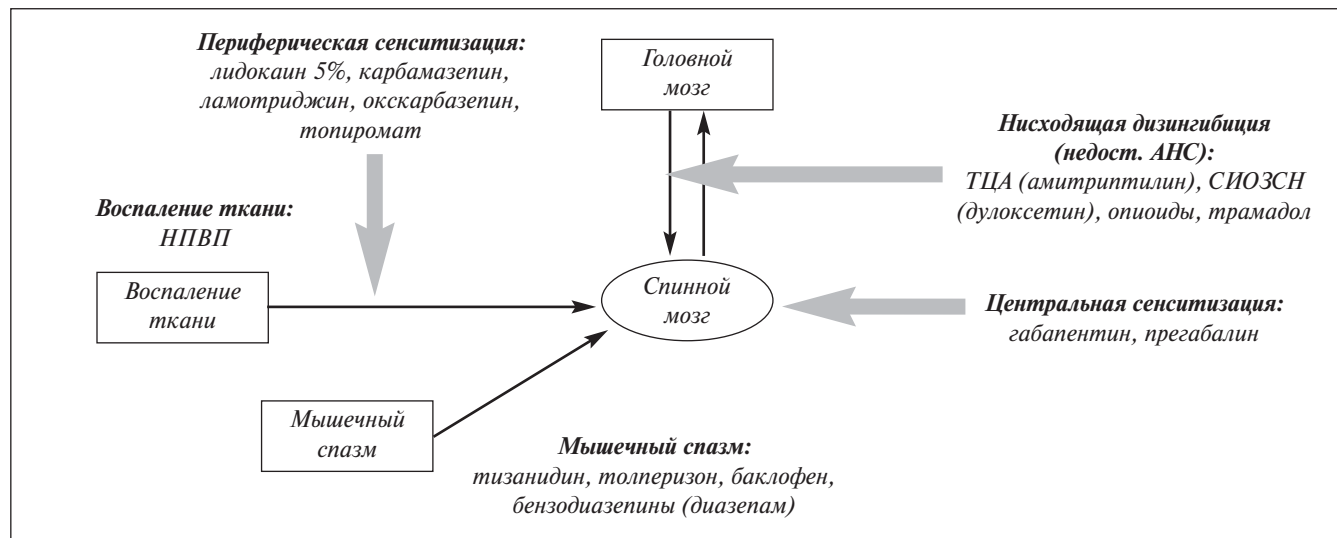 Периферическая сенситизация:
лидокаин 5%, карбамазепин,
ламотриджин, окскарбазепин,
топиромат
Головной
мозг
Нисходящая дизингибиция
(недост. АНС):
ТЦА (амитриптилин), СИОЗСН
(дулоксетин), опиоиды, трамадол
Воспаление ткани:
НПВП
Воспаление
ткани
Спинной
мозг
Центральная сенситизация:
габапентин, прегабалин
Мышечный
спазм
Мышечный спазм:
тизанидин, толперизон, баклофен,
бензодиазепины (диазепам)